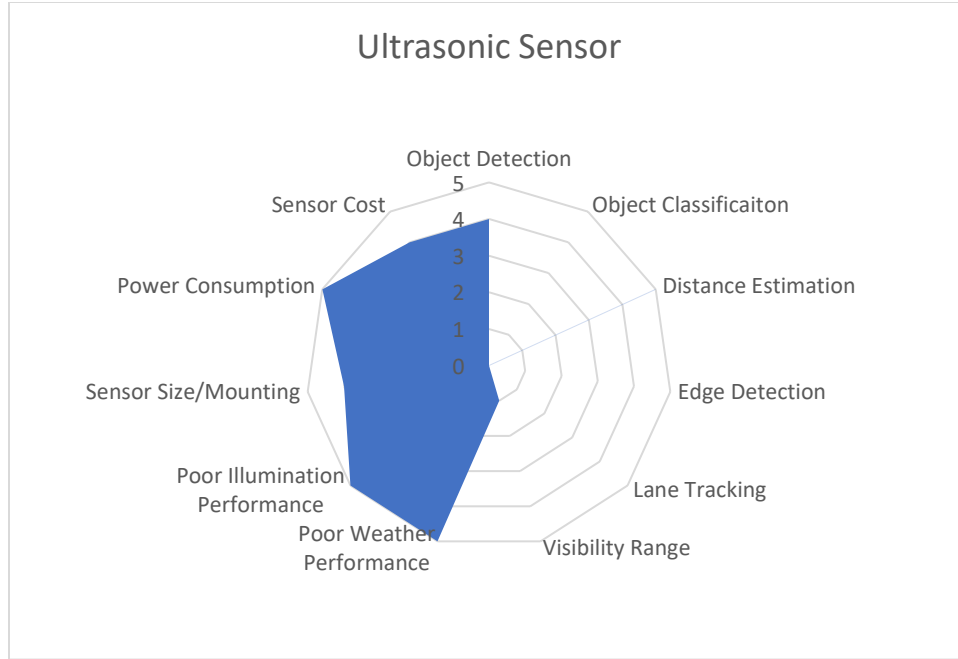 Ultrasonic Sensor
Object Detection
5
4
3
2
1
0
Object Classificaiton
Distance Estimation
Edge Detection
Lane Tracking
Visibility Range
Poor Weather
Performance
Poor Illumination
Performance
Sensor Size/Mounting
Power Consumption
Sensor Cost